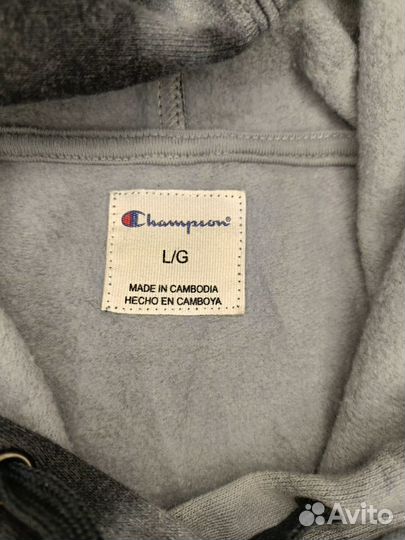 Champion®
L/G
MADE IN CAMBODIA
HECHO EN CAMBOYA
Avito